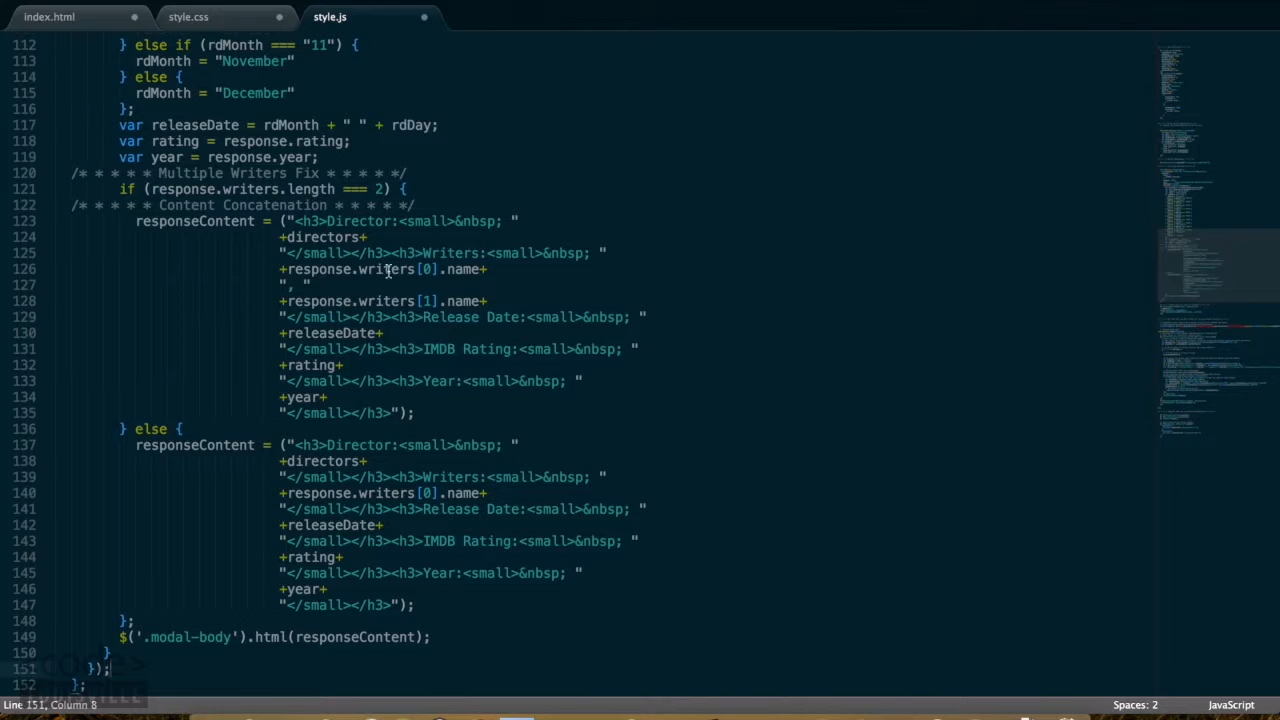 index.html style.css style.js
112 } else if (rdMonth === "11") {
113 rdMonth = "November"
114 } else {
115 rdMonth = "December"
116 };
117 var releaseDate = rdMonth + " " + rdDay;
118 var rating = response.rating;
119 var year = response.year;
120 /* * * * * Multiple Writers Fix * * * * */
121 if (response.writers.length === 2) {
122 /* * * * * Content Concatenation * * * * */
123 responseContent = ("<h3>Director:<small>&nbsp; "
124 +directors+
125 "</small></h3><h3>Writers:<small>&nbsp; "
126 +response.writers[0].name+
127 ", "
128 +response.writers[1].name+
129 "</small></h3><h3>Release Date:<small>&nbsp; "
130 +releaseDate+
131 "</small></h3><h3>IMDB Rating:<small>&nbsp; "
132 +rating+
133 "</small></h3><h3>Year:<small>&nbsp; "
134 +year+
135 "</small></h3>");
136 } else {
137 responseContent = ("<h3>Director:<small>&nbsp; "
138 +directors+
139 "</small></h3><h3>Writers:<small>&nbsp; "
140 +response.writers[0].name+
141 "</small></h3><h3>Release Date:<small>&nbsp; "
142 +releaseDate+
143 "</small></h3><h3>IMDB Rating:<small>&nbsp; "
144 +rating+
145 "</small></h3><h3>Year:<small>&nbsp; "
146 +year+
147 "</small></h3>");
148 };
149 $('.modal-body').html(responseContent);
150 }
151 });
152 };
Line 151, Column 8 Spaces: 2 JavaScript